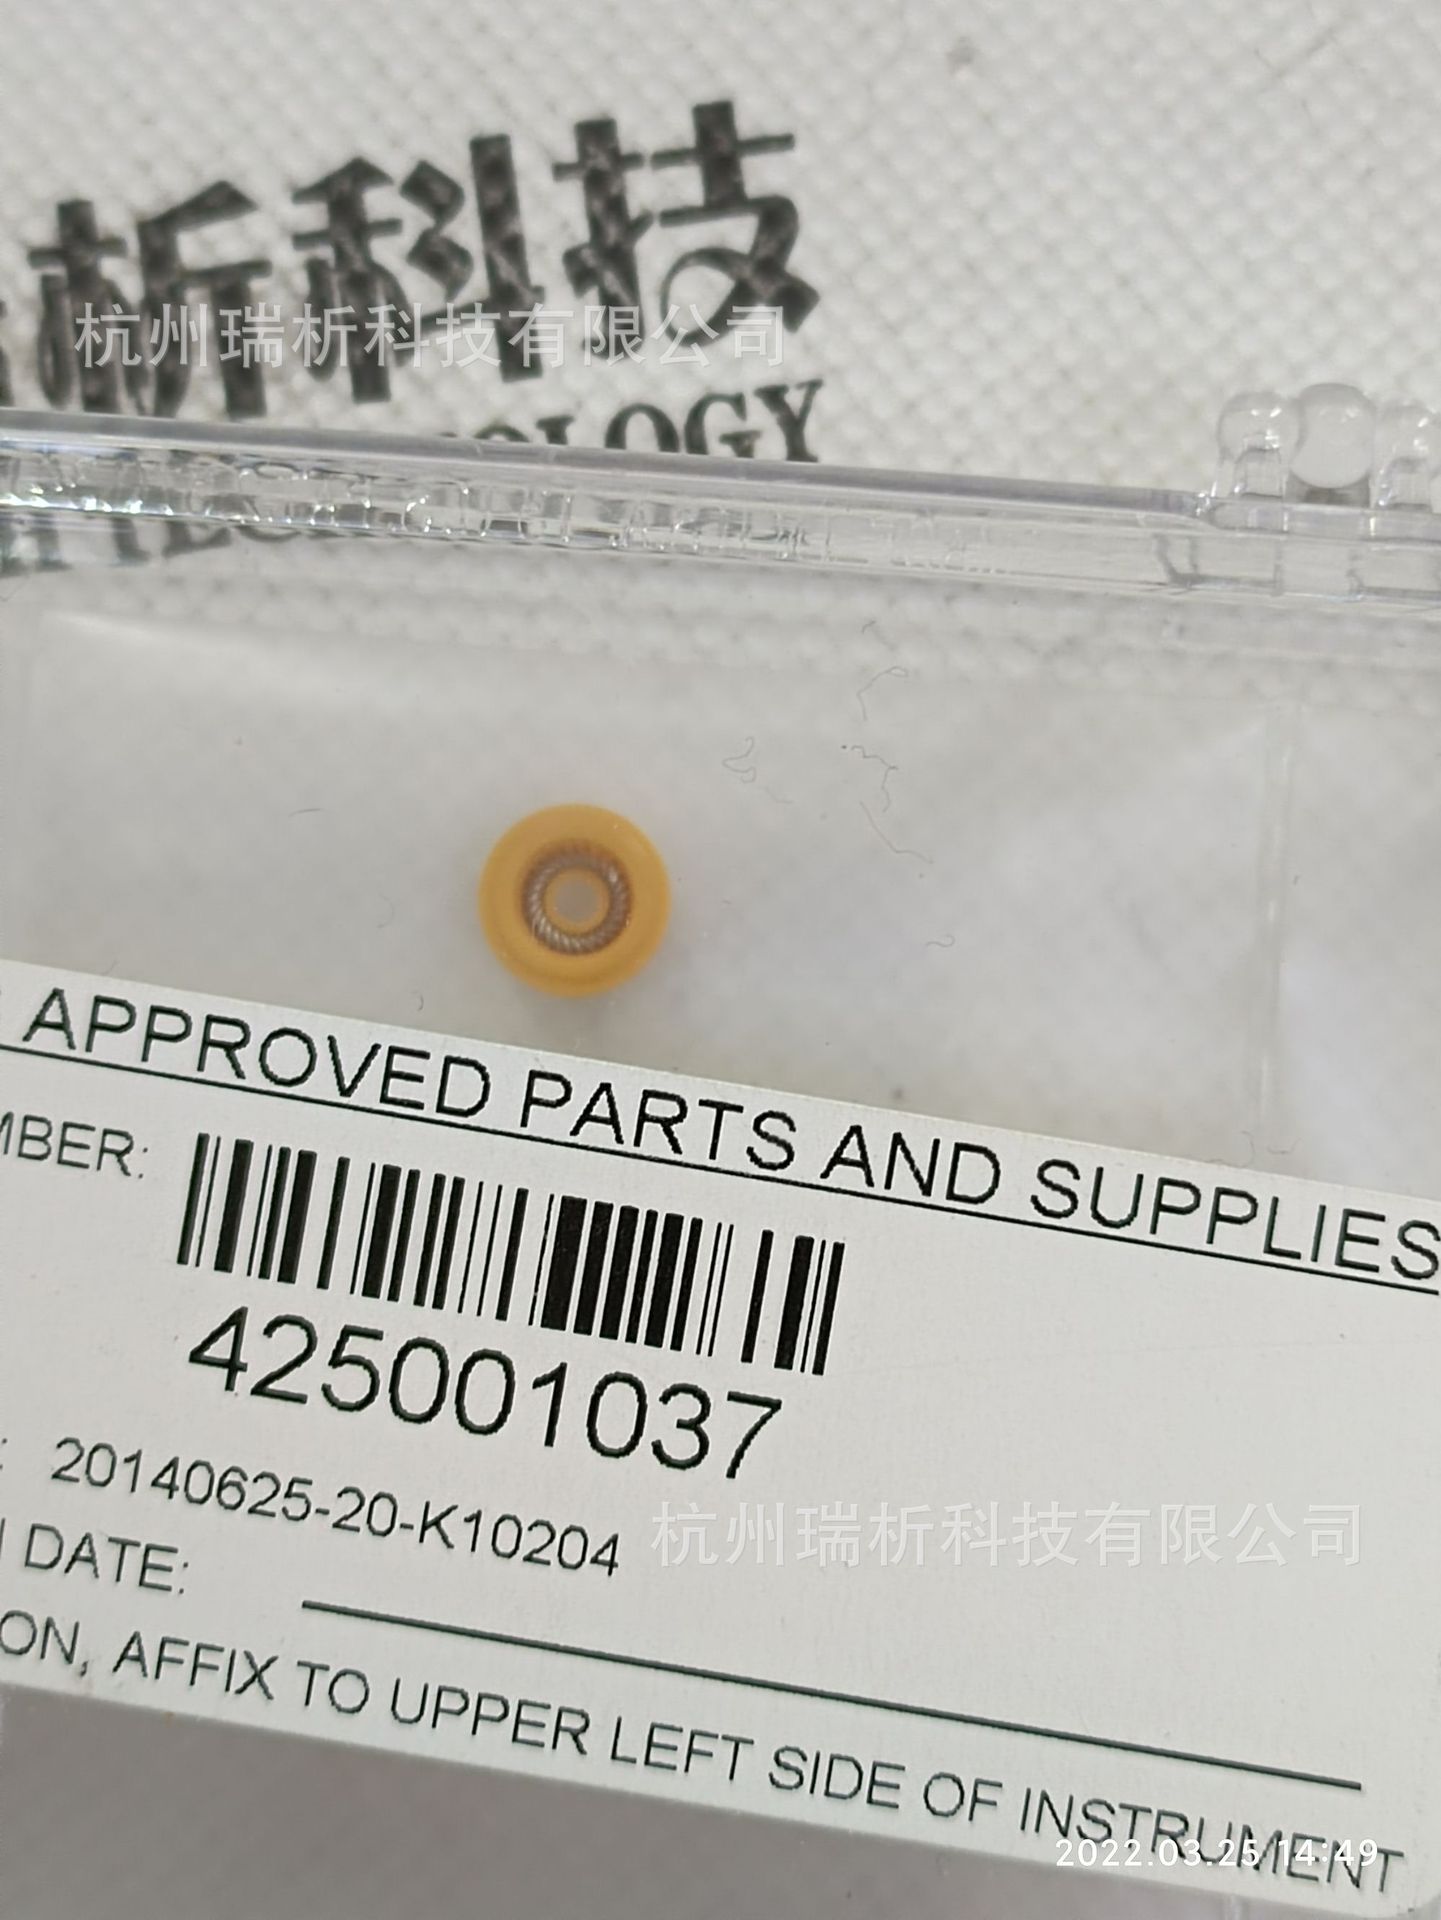 析科技
杭州瑞析科技有限公司
TECHNOLOGY
APPROVED PARTS AND SUPPLIES
MBER:
425001037
: 20140625-20-K10204
杭州瑞析科技有限公司
DATE:
ON, AFFIX TO UPPER LEFT SIDE OF INSTRUMENT
2022.03.25 14:49